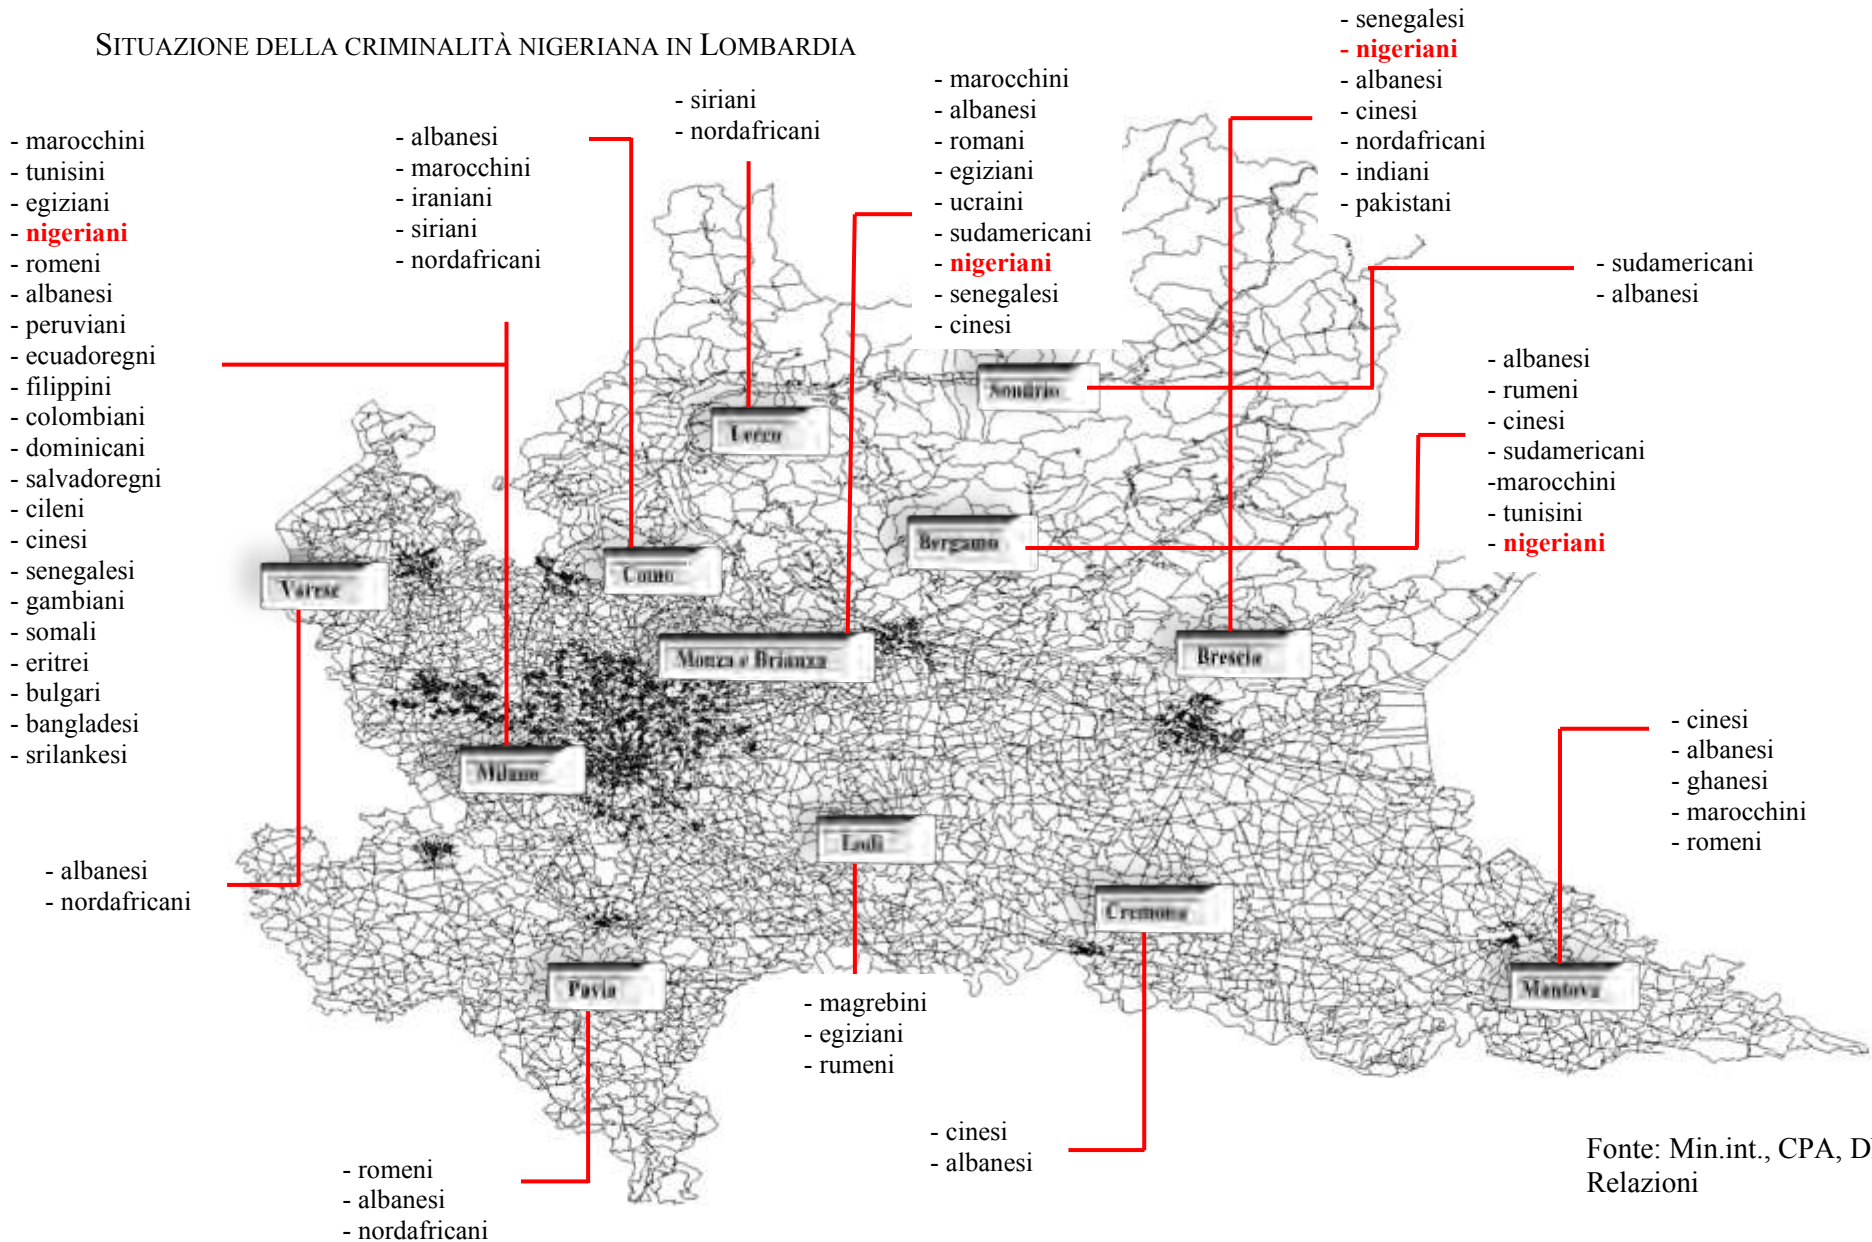 SITUAZIONE DELLA CRIMINALITÀ NIGERIANA IN LOMBARDIA
- marocchini
- tunisini
- egiziani
- nigeriani
- romeni
- albanesi
- peruviani
- ecuadoregni
- filippini
- colombiani
- dominicani
- salvadoregni
- cileni
- cinesi
- senegalesi
- gambiani
- somali
- eritrei
- bulgari
- bangladesi
- srilankesi
- albanesi
- marocchini
- iraniani
- siriani
- nordafricani
- siriani
- nordafricani
- marocchini
- albanesi
- romani
- egiziani
- ucraini
- sudamericani
- nigeriani
- senegalesi
- cinesi
- senegalesi
- nigeriani
- albanesi
- cinesi
- nordafricani
- indiani
- pakistani
- sudamericani
- albanesi
- albanesi
- rumeni
- cinesi
- sudamericani
-marocchini
- tunisini
- nigeriani
Sondrio
Lecco
Bergamo
Como
Varese
Monza e Brianza
Brescia
Milano
Lodi
Cremona
Pavia
Mantova
- cinesi
- albanesi
- ghanesi
- marocchini
- romeni
- albanesi
- nordafricani
- magrebini
- egiziani
- rumeni
- cinesi
- albanesi
- romeni
- albanesi
- nordafricani
Fonte: Min.int., CPA, D
Relazioni